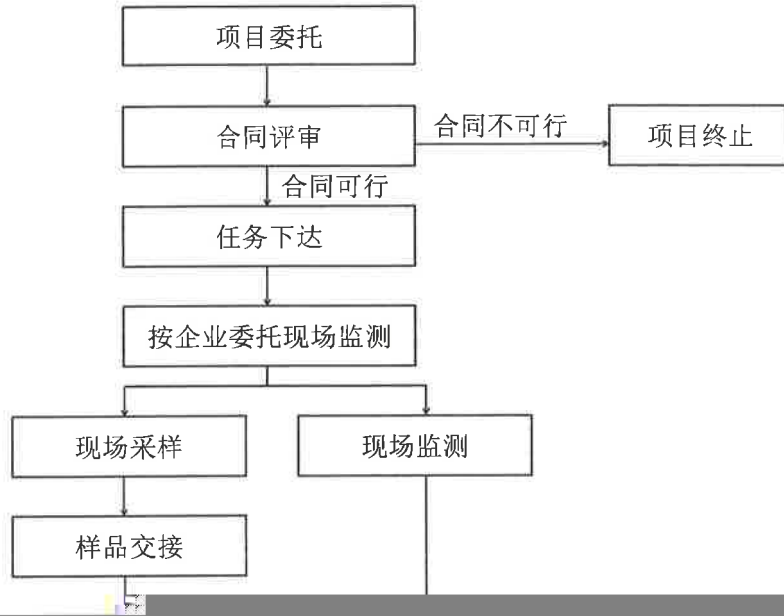 项目委托
合同评审
合同不可行
项目终止
合同可行
任务下达
按企业委托现场监测
现场采样
现场监测
样品交接